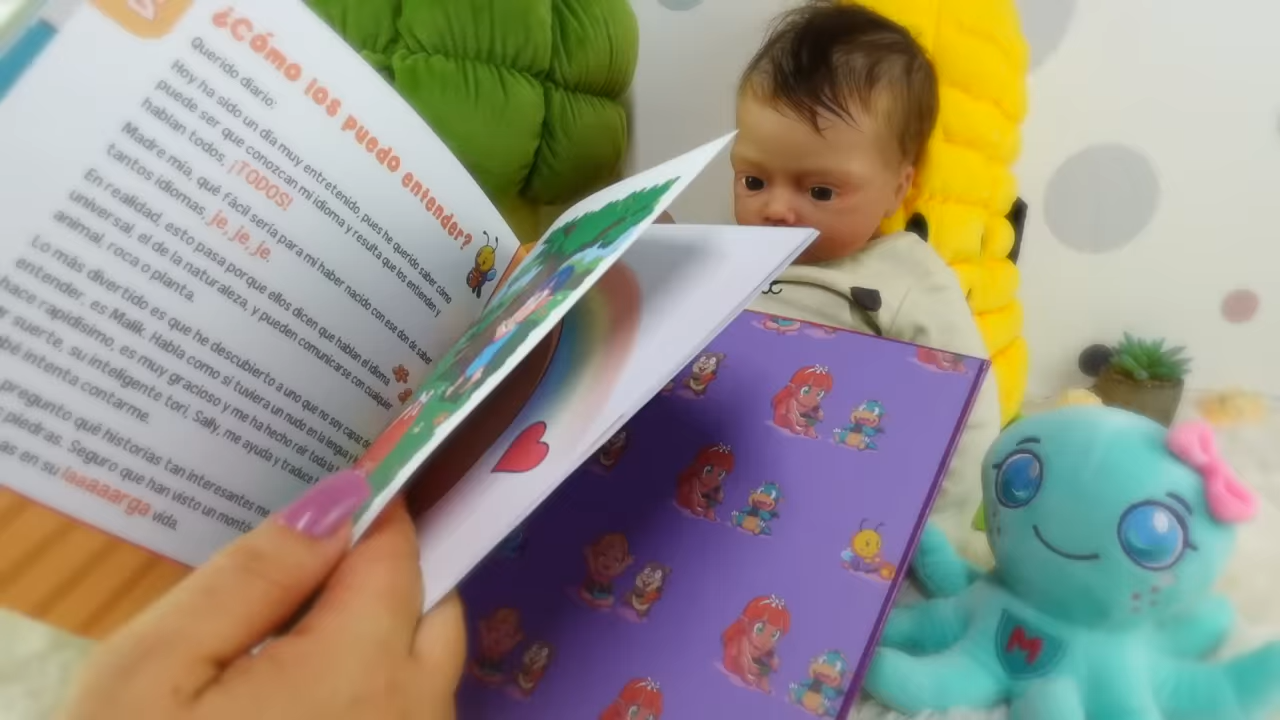 ¿Cómo los puedo entender?
Querido diario:
Hoy ha sido un día muy entretenido, pues he querido saber cómo
puede ser que conozcan mi idioma y resulta que los entienden y
hablan todos, ¡TODOS!
Madre mía, qué fácil sería para mí haber nacido con ese don de saber
tantos idiomas, je, je, je.
En realidad, esto pasa porque ellos dicen que hablan el idioma
universal, el de la naturaleza, y pueden comunicarse con cualquier
animal, roca o planta.
Lo más divertido es que he descubierto a uno que no soy capaz de
entender, es Malik. Habla como si tuviera un nudo en la lengua y
hace rapidísimo, es muy gracioso y me ha hecho reír toda la
suerte, su inteligente tori, Sally, me ayuda y traduce
intenta contarme.
pregunto qué historias tan interesantes me
piedras. Seguro que han visto un montón
en su laaaaarga vida.
M